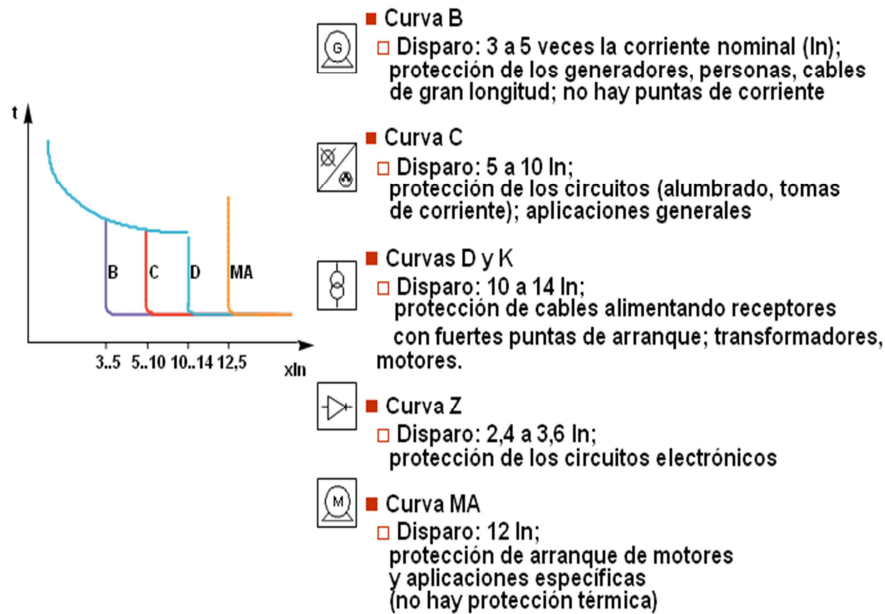 t
B
C
D
MA
3..5 5..10 10..14 12,5
xIn
G
■ Curva B
□ Disparo: 3 a 5 veces la corriente nominal (In);
protección de los generadores, personas, cables
de gran longitud; no hay puntas de corriente
■ Curva C
□ Disparo: 5 a 10 In;
protección de los circuitos (alumbrado, tomas
de corriente); aplicaciones generales
■ Curvas D y K
□ Disparo: 10 a 14 In;
protección de cables alimentando receptores
con fuertes puntas de arranque; transformadores,
motores.
■ Curva Z
□ Disparo: 2,4 a 3,6 In;
protección de los circuitos electrónicos
M
■ Curva MA
□ Disparo: 12 In;
protección de arranque de motores
y aplicaciones específicas
(no hay protección térmica)